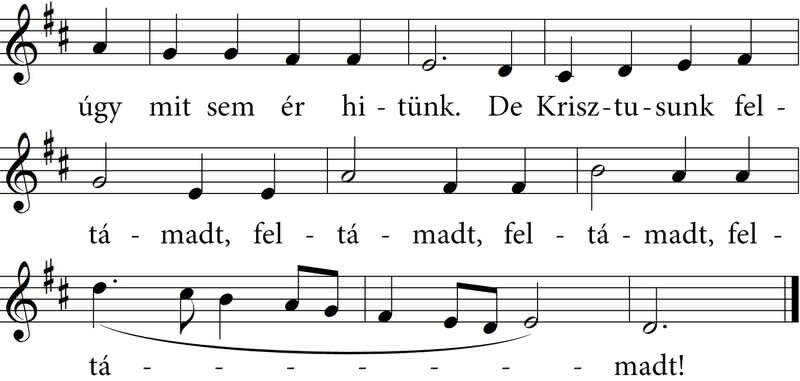 úgy mit sem ér hi - tünk. De Krisz-tu-sunk fel -
tá - madt, fel - tá - madt, fel - tá - madt, fel -
tá - - - - - - - madt!